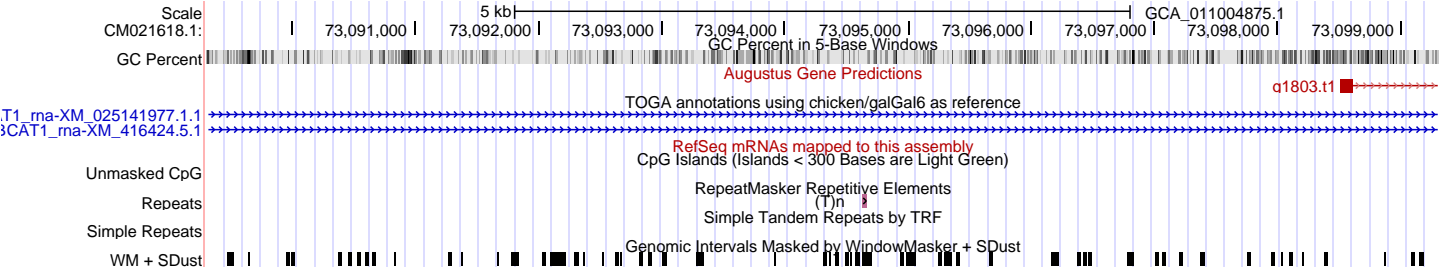 Scale 5 kb GCA_011004875.1
CM021618.1: 73,091,000 73,092,000 73,093,000 73,094,000 73,095,000 73,096,000 73,097,000 73,098,000 73,099,000
GC Percent in 5-Base Windows
GC Percent
Augustus Gene Predictions
g1803.t1
TOGA annotations using chicken/galGal6 as reference
AT1_rna-XM_025141977.1.1
BCAT1_rna-XM_416424.5.1
RefSeq mRNAs mapped to this assembly
CpG Islands (Islands < 300 Bases are Light Green)
Unmasked CpG
RepeatMasker Repetitive Elements
Repeats (T)n
Simple Tandem Repeats by TRF
Simple Repeats
Genomic Intervals Masked by WindowMasker + SDust
WM + SDust